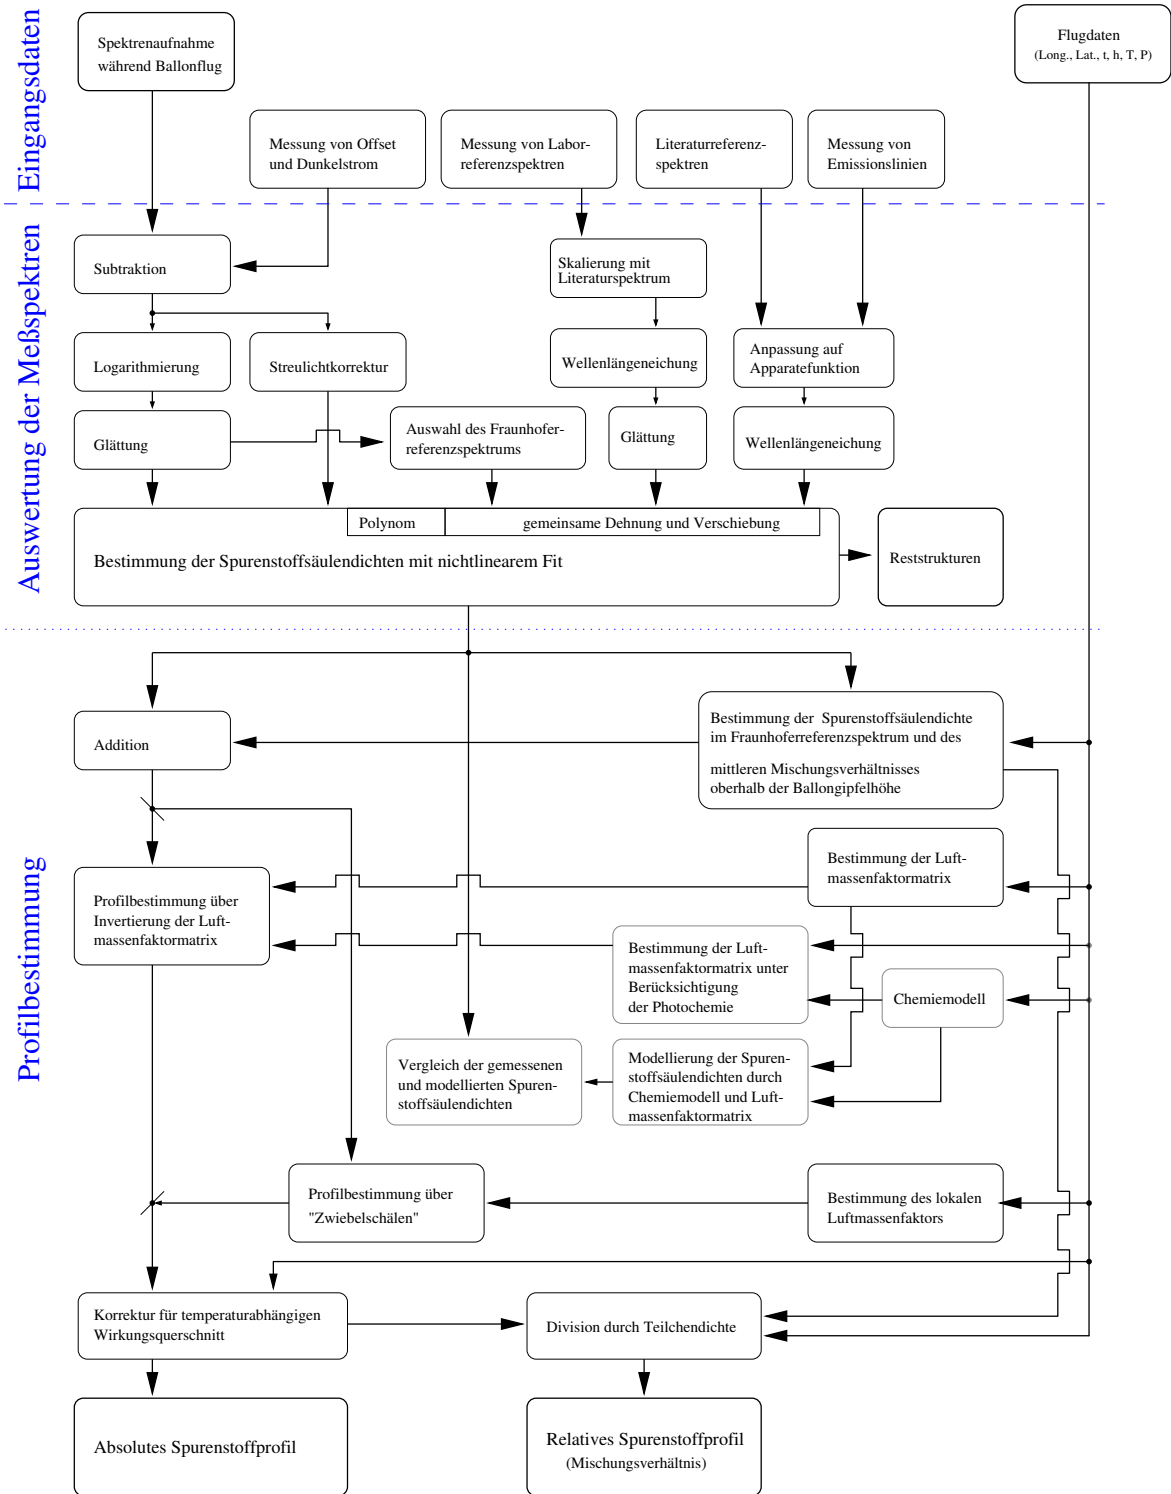 Eingangsdaten
Spektrenaufnahme
während Ballonflug
Flugdaten
(Long., Lat., t, h, T, P)
Messung von Offset
und Dunkelstrom
Messung von Labor-
referenzspektren
Literaturreferenz-
spektren
Messung von
Emissionslinien
Auswertung der Meßspektren
Subtraktion
Skalierung mit
Literaturspektrum
Logarithmierung
Streulichtkorrektur
Wellenlängeneichung
Anpassung auf
Apparatefunktion
Glättung
Auswahl des Fraunhofer-
referenzspektrums
Glättung
Wellenlängeneichung
Polynom
gemeinsame Dehnung und Verschiebung
Bestimmung der Spurenstoffsäulendichten mit nichtlinearem Fit
Reststrukturen
Profilbestimmung
Addition
Bestimmung der Spurenstoffsäulendichte
im Fraunhoferreferenzspektrum und des
mittleren Mischungsverhältnisses
oberhalb der Ballongipfelhöhe
Profilbestimmung über
Invertierung der Luft-
massenfaktormatrix
Bestimmung der Luft-
massenfaktormatrix
Bestimmung der Luft-
massenfaktormatrix unter
Berücksichtigung
der Photochemie
Chemiemodell
Vergleich der gemessenen
und modellierten Spuren-
stoffsäulendichten
Modellierung der Spuren-
stoffsäulendichten durch
Chemiemodell und Luft-
massenfaktormatrix
Profilbestimmung über
"Zwiebelschälen"
Bestimmung des lokalen
Luftmassenfaktors
Korrektur für temperaturabhängigen
Wirkungsquerschnitt
Division durch Teilchendichte
Absolutes Spurenstoffprofil
Relatives Spurenstoffprofil
(Mischungsverhältnis)